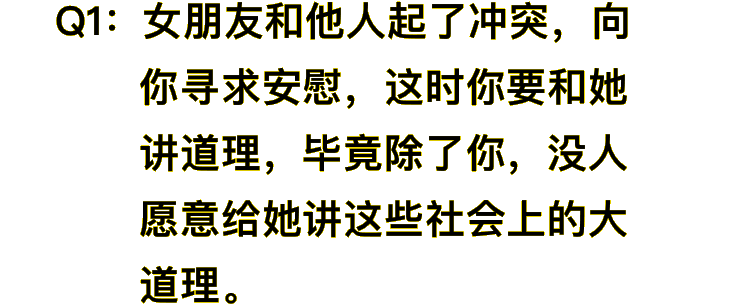 Q1：女朋友和他人起了冲突，向
你寻求安慰，这时你要和她
讲道理，毕竟除了你，没人
愿意给她讲这些社会上的大
道理。